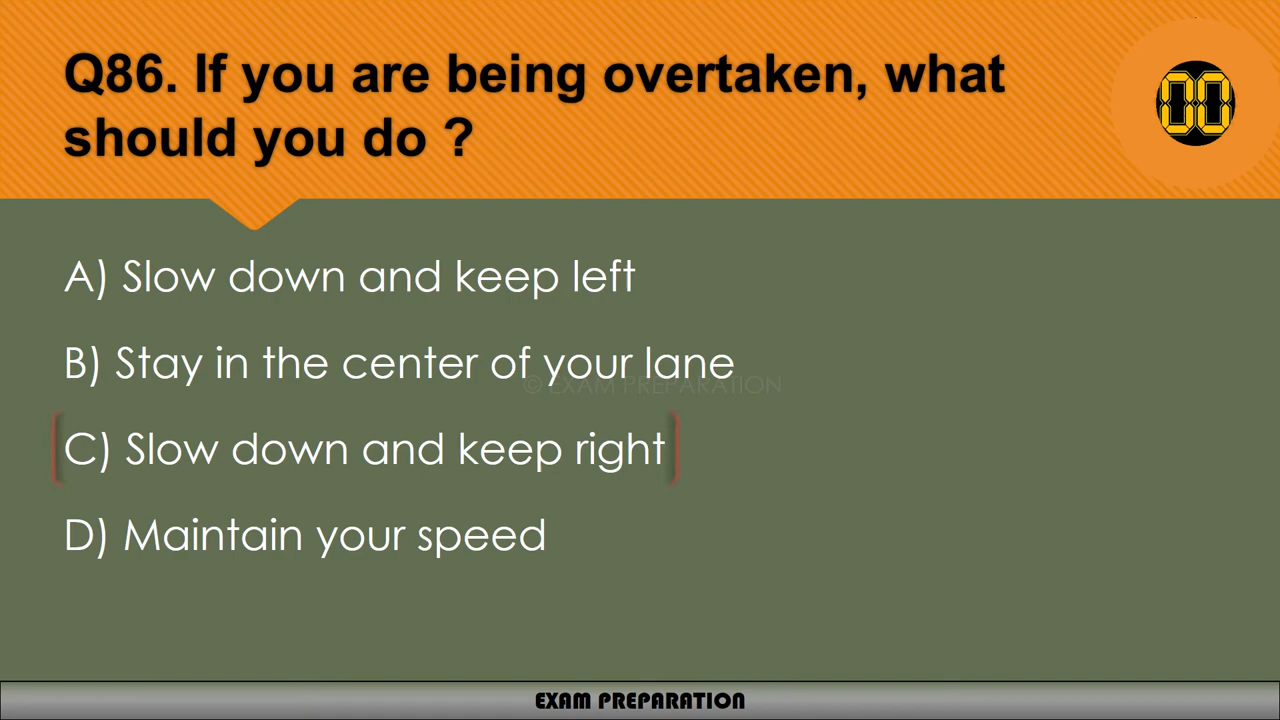 Q86. If you are being overtaken, what
should you do ?
00
A) Slow down and keep left
B) Stay in the center of your lane
© EXAM PREPARATION
C) Slow down and keep right
D) Maintain your speed
EXAM PREPARATION